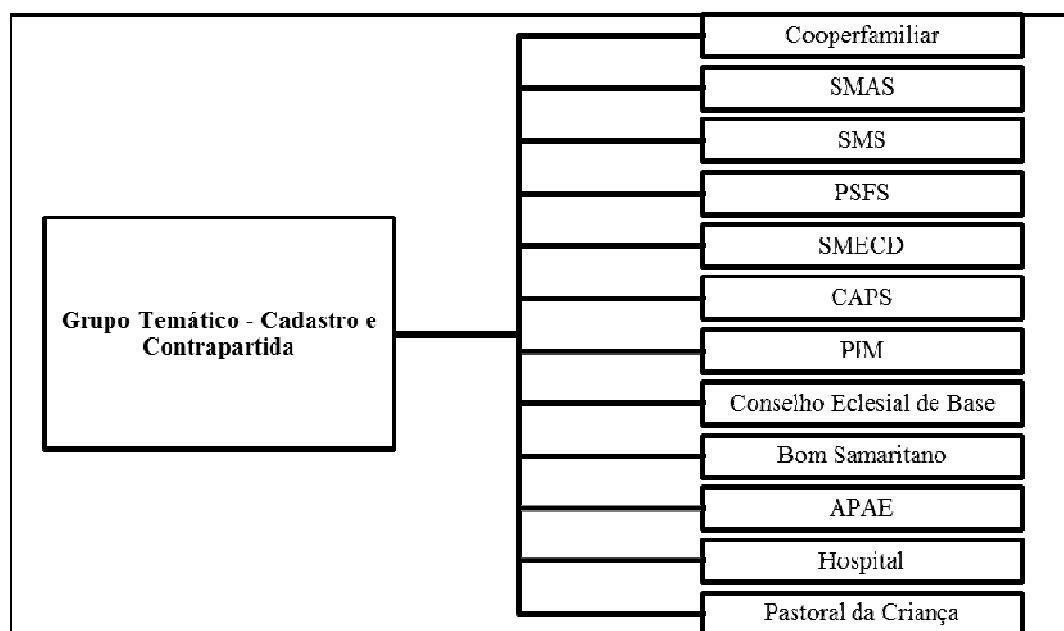 Cooperfamiliar
SMAS
SMS
PSFS
SMECD
CAPS
PIM
Conselho Eclesial de Base
Bom Samaritano
APAE
Hospital
Pastoral da Criança
Grupo Temático - Cadastro e
Contrapartida